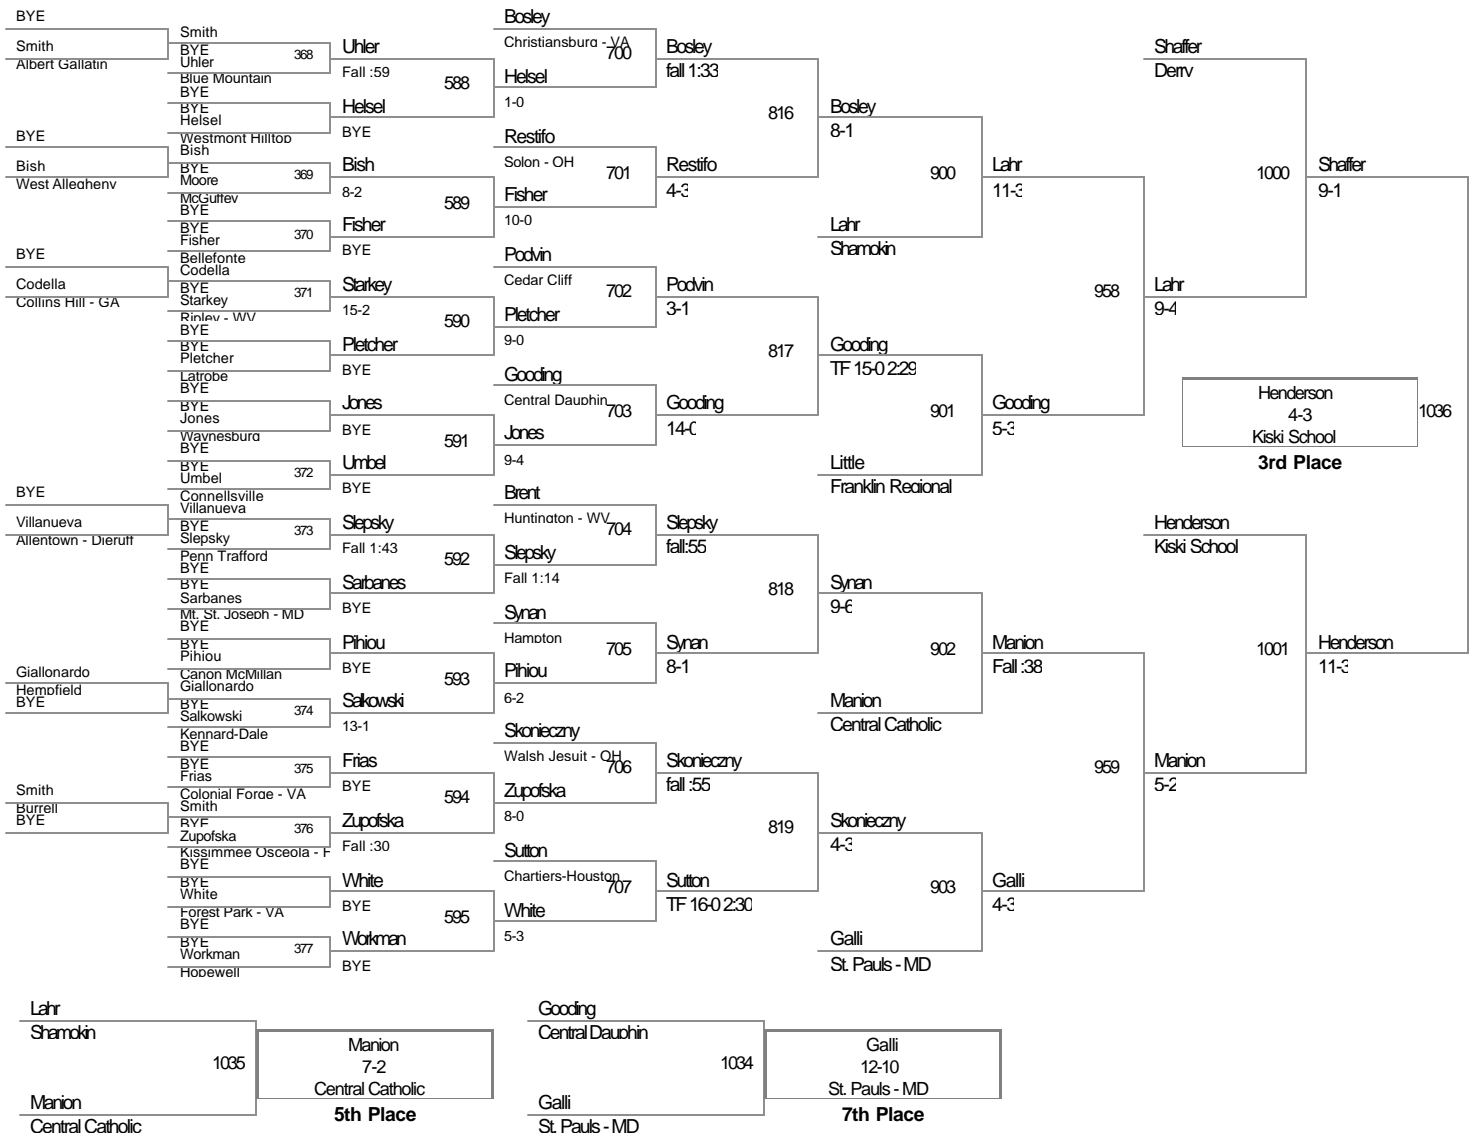 BYE
Smith
Albert Gallatin
BYE
Bish
West Allegheny
BYE
Codella
Collins Hill - GA
BYE
Villanueva
Allentown - Dieruff
Giallonardo
Hempfield
BYE
Smith
Burrell
BYE
Smith
BYE
Uhler
368
Blue Mountain
BYE
BYE
Helsel
Westmont Hilltop
Bish
BYE
Moore
369
McGuffey
BYE
BYE
Fisher
370
Bellefonte
Codella
BYE
Starkey
371
Ripley - WV
BYE
BYE
Pletcher
Latrobe
BYE
BYE
Jones
Waynesburg
BYE
BYE
Umbel
372
Connellsville
Villanueva
BYE
Slepsky
373
Penn Trafford
BYE
BYE
Sarbanes
Mt. St. Joseph - MD
BYE
BYE
Pihiou
Canon McMillan
Giallonardo
BYE
Salkowski
374
Kennard-Dale
BYE
BYE
Frias
375
Colonial Forge - VA
Smith
BYE
Zupofska
376
Kissimmee Osceola - F
BYE
BYE
White
Forest Park - VA
BYE
BYE
Workman
377
Hopewell
Uhler
Fall :59
588
Helsel
BYE
Bish
8-2
589
Fisher
BYE
Starkey
15-2
590
Pletcher
BYE
Jones
BYE
591
Umbel
BYE
Slepsky
Fall 1:43
592
Sarbanes
BYE
Pihiou
BYE
593
Salkowski
13-1
Frias
BYE
594
Zupofska
Fall :30
White
BYE
595
Workman
BYE
Bosley
Christiansburg - VA
700
Helsel
1-0
Restifo
Solon - OH
701
Fisher
10-0
Podvin
Cedar Cliff
702
Pletcher
9-0
Gooding
Central Dauphin
703
Jones
9-4
Brent
Huntington - WV
704
Slepsky
Fall 1:14
Synan
Hampton
705
Pihiou
6-2
Skonieczny
Walsh Jesuit - OH
706
Zupofska
8-0
Sutton
Chartiers-Houston
707
White
5-3
Bosley
fall 1:33
816
Restifo
4-3
Podvin
3-1
817
Gooding
14-0
Slepsky
fall:55
818
Synan
8-1
Skonieczny
fall :55
819
Sutton
TF 16-0 2:30
Bosley
8-1
900
Lahr
Shamokin
Gooding
TF 15-0 2:29
901
Little
Franklin Regional
Synan
9-6
902
Manion
Central Catholic
Skonieczny
4-3
903
Galli
St. Pauls - MD
Lahr
11-3
958
Gooding
5-3
Manion
Fall :38
959
Galli
4-3
Shaffer
Derry
1000
Lahr
9-4
Henderson
Kiski School
1001
Manion
5-2
Shaffer
9-1
Henderson
4-3
Kiski School
1036
3rd Place
Henderson
11-3
Lahr
Shamokin
1035
Manion
Central Catholic
Manion
7-2
Central Catholic
5th Place
Gooding
Central Dauphin
1034
Galli
St. Pauls - MD
Galli
12-10
St. Pauls - MD
7th Place